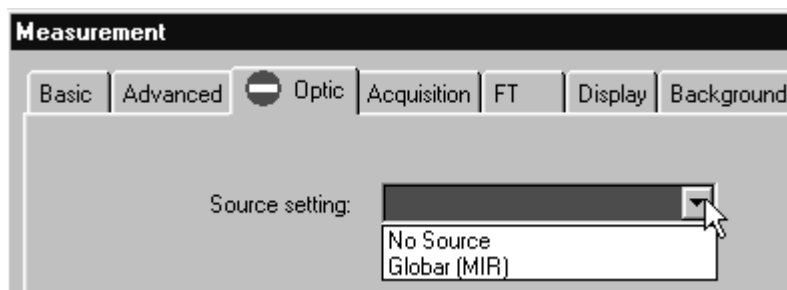 Measurement
Basic Advanced Optic Acquisition FT Display Background
Source setting:
No Source
Globar (MIR)